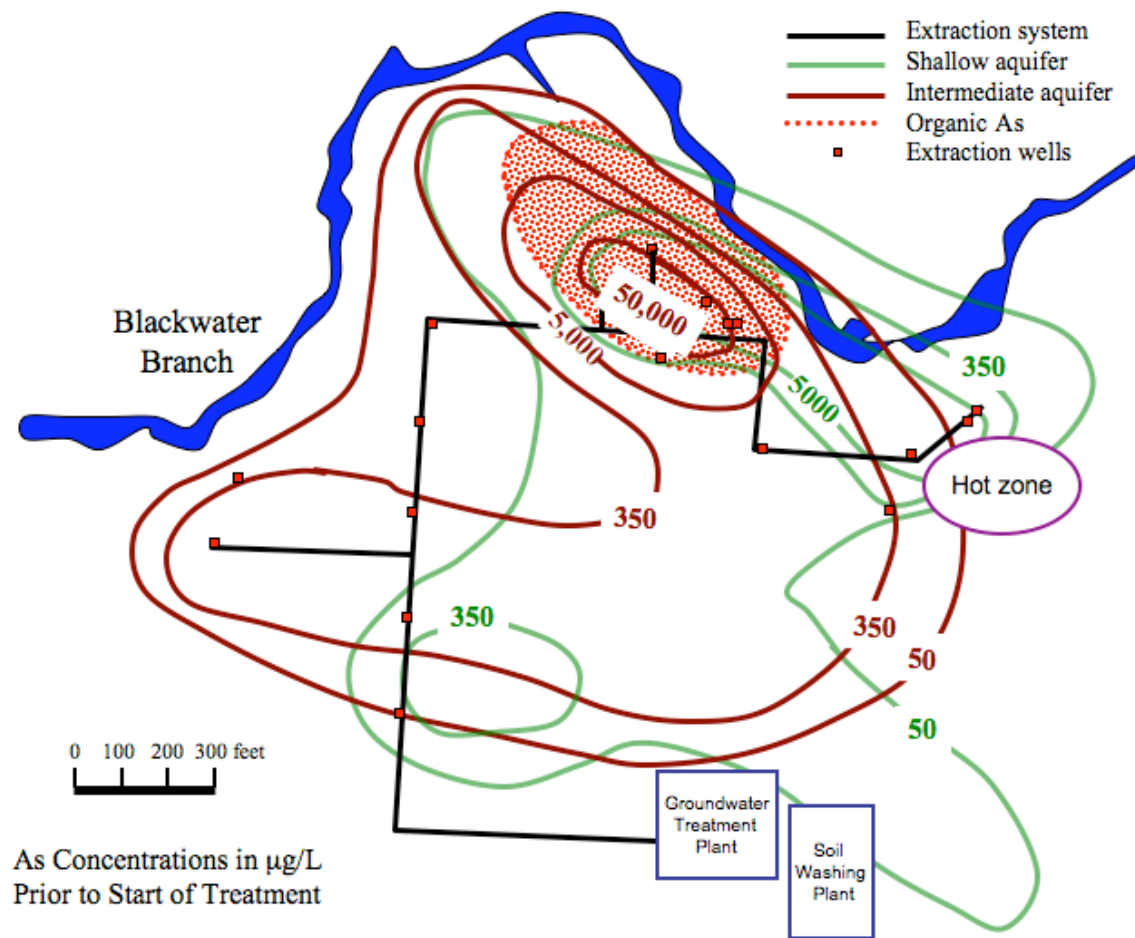 Extraction system
Shallow aquifer
Intermediate aquifer
Organic As
Extraction wells
Blackwater
Branch
50,000
5,000
5000
350
Hot zone
350
350
350
50
50
0 100 200 300 feet
Groundwater
Treatment
Plant
Soil
Washing
Plant
As Concentrations in µg/L
Prior to Start of Treatment